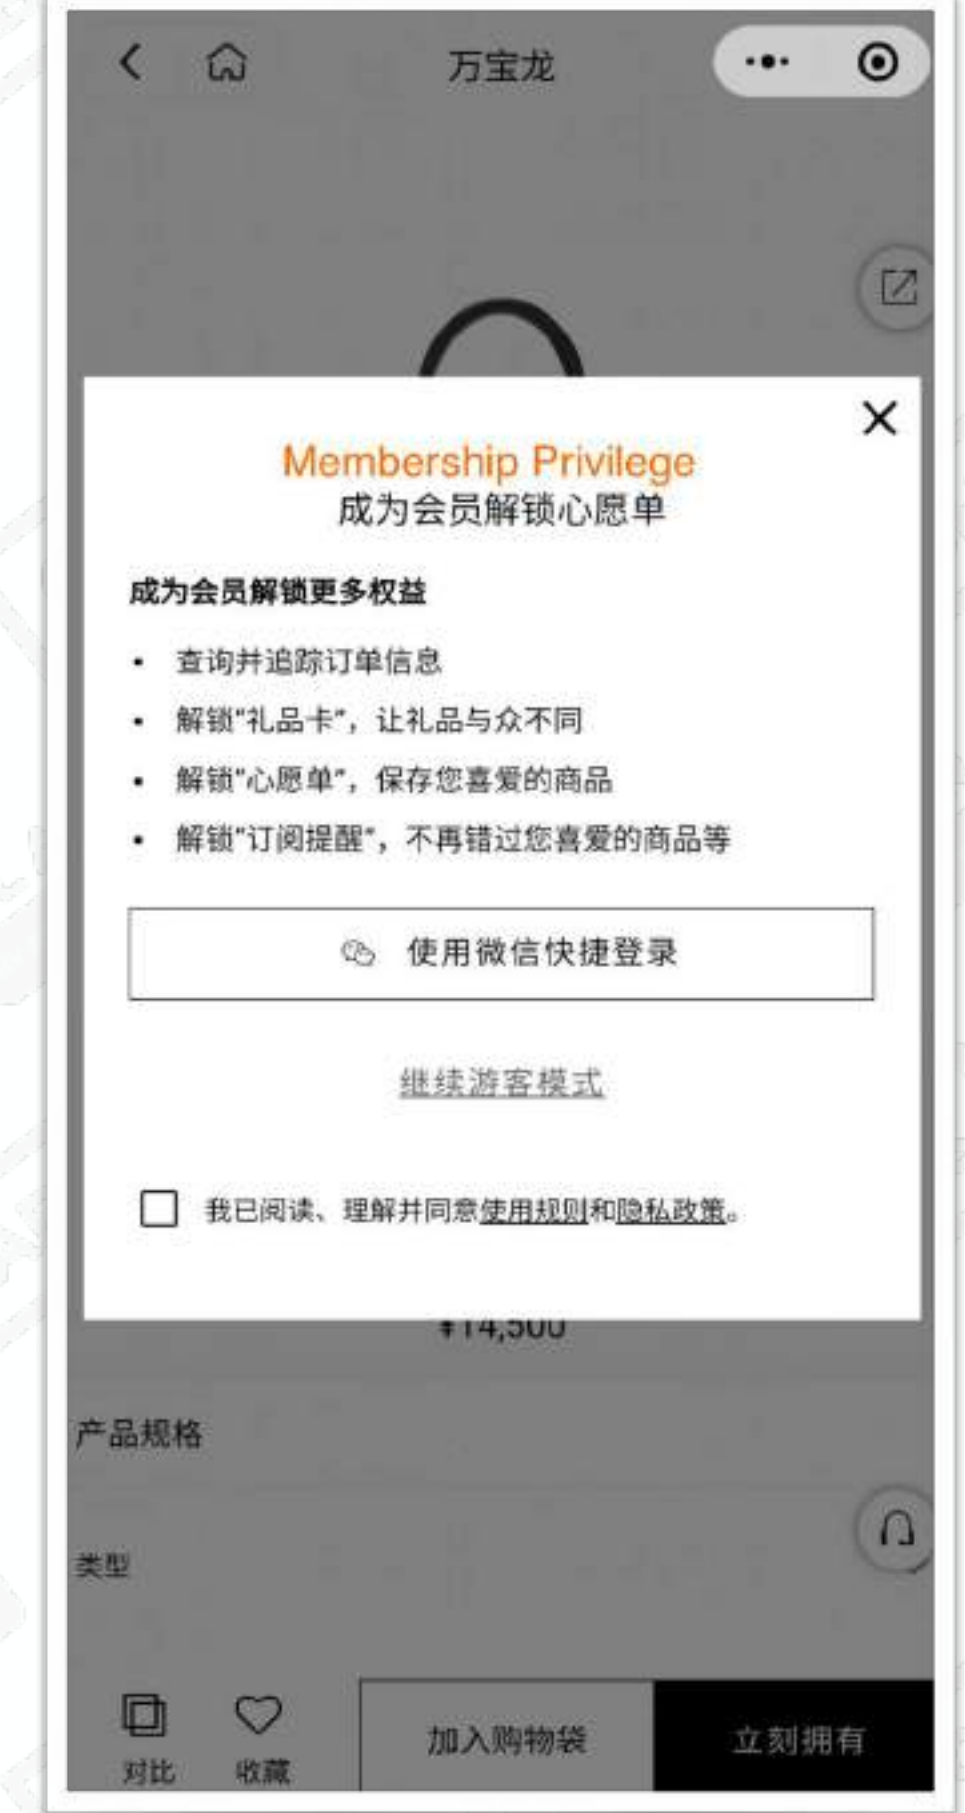 万宝龙
Membership Privilege
成为会员解锁心愿单
成为会员解锁更多权益
• 查询并追踪订单信息
• 解锁"礼品卡"，让礼品与众不同
• 解锁"心愿单"，保存您喜爱的商品
• 解锁"订阅提醒"，不再错过您喜爱的商品等
使用微信快捷登录
继续游客模式
我已阅读、理解并同意使用规则和隐私政策。
¥14,500
产品规格
类型
对比 收藏 加入购物袋 立刻拥有